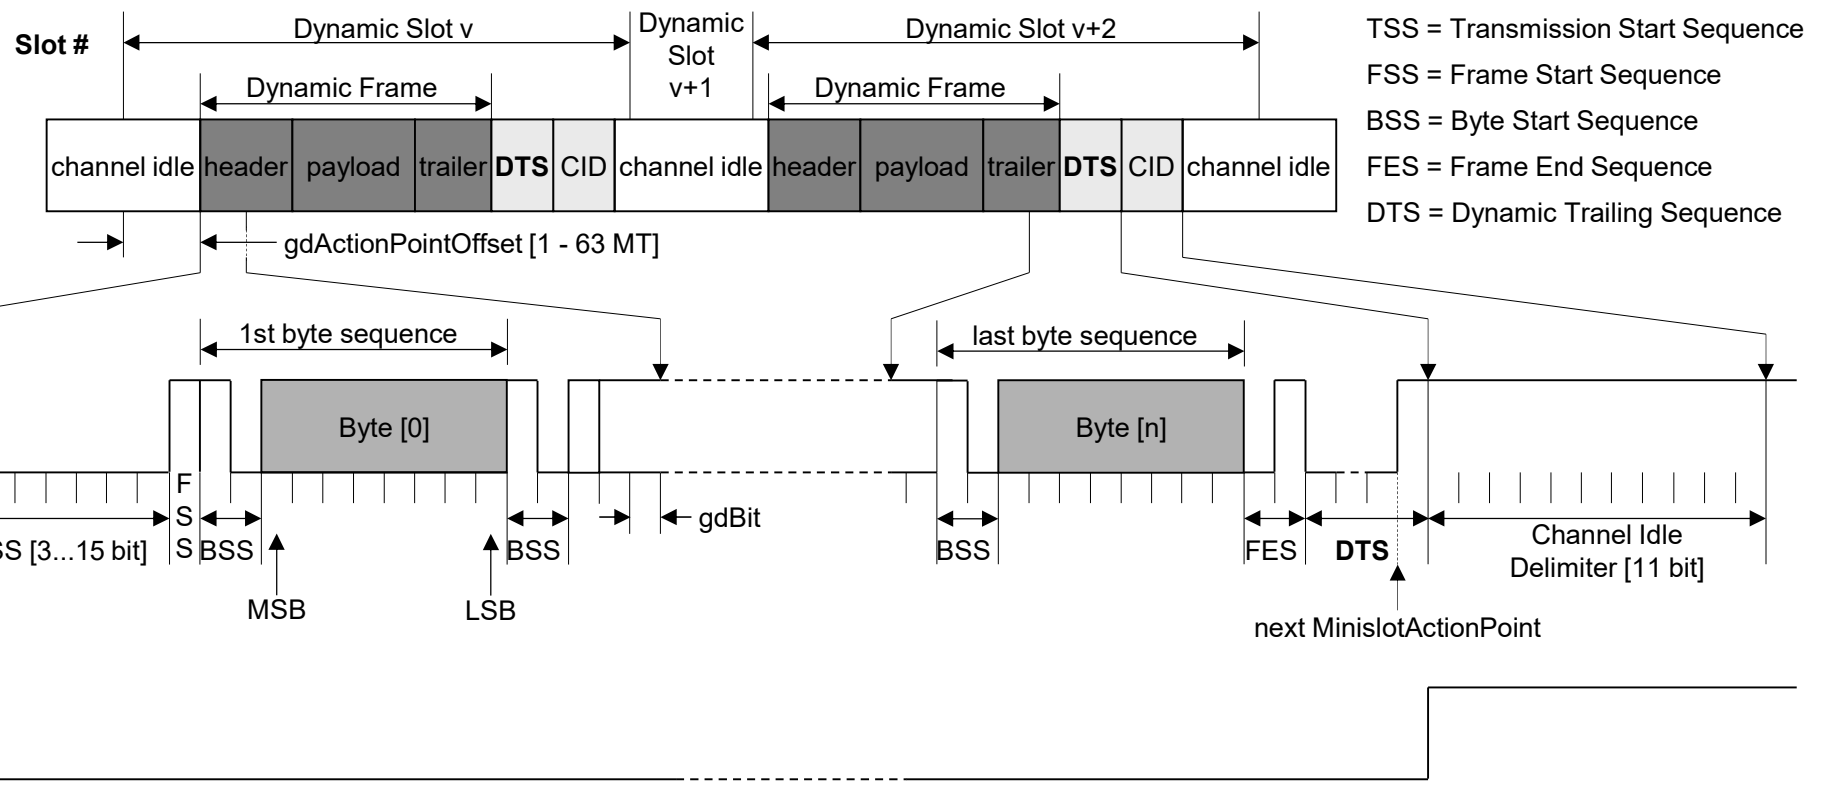 Slot #
Dynamic Slot v
Dynamic
Slot
v+1
Dynamic Slot v+2
TSS = Transmission Start Sequence
FSS = Frame Start Sequence
BSS = Byte Start Sequence
FES = Frame End Sequence
DTS = Dynamic Trailing Sequence
Dynamic Frame
Dynamic Frame
channel idle header payload trailer DTS CID channel idle header payload trailer DTS CID channel idle
gdActionPointOffset [1 - 63 MT]
1st byte sequence
last byte sequence
Byte [0]
Byte [n]
F
S
S
gdBit
SS [3...15 bit]
BSS
BSS
BSS
FES
DTS
Channel Idle
Delimiter [11 bit]
MSB
LSB
next MinislotActionPoint